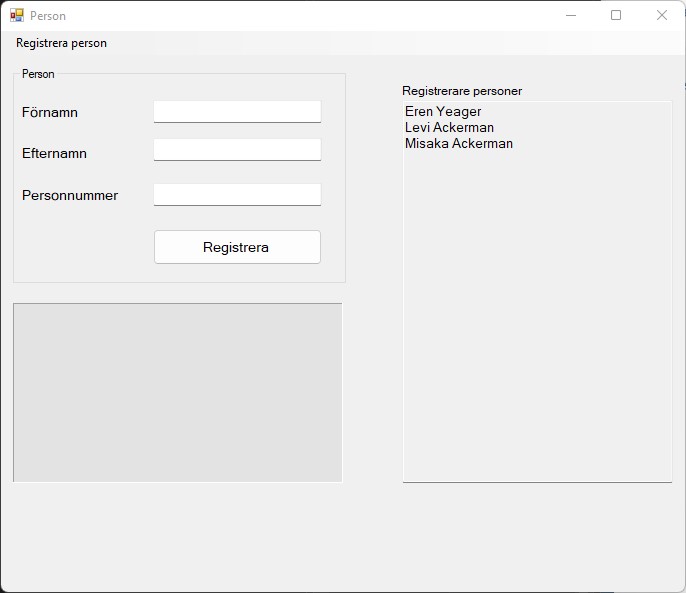 Person
Registrera person
Person
Förnamn
Efternamn
Personnummer
Registrera
Registrerare personer
Eren Yeager
Levi Ackerman
Misaka Ackerman